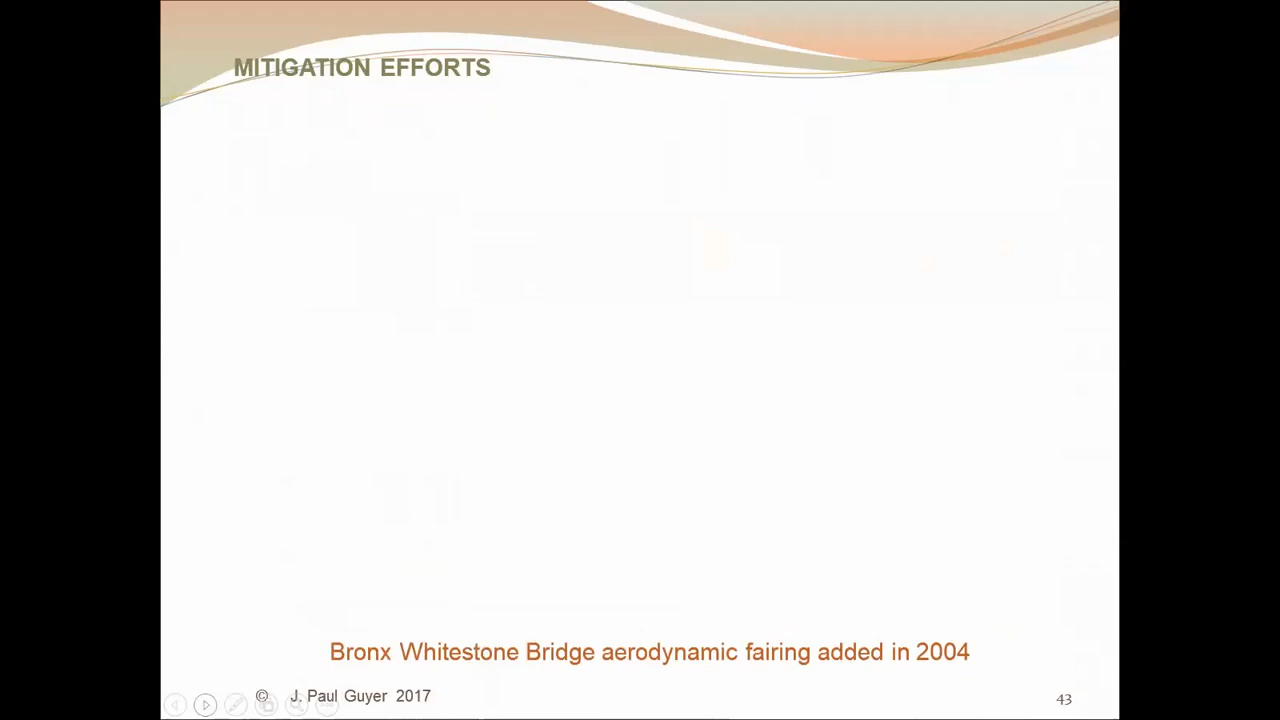 MITIGATION EFFORTS
Bronx Whitestone Bridge aerodynamic fairing added in 2004
© J. Paul Guyer 2017
43